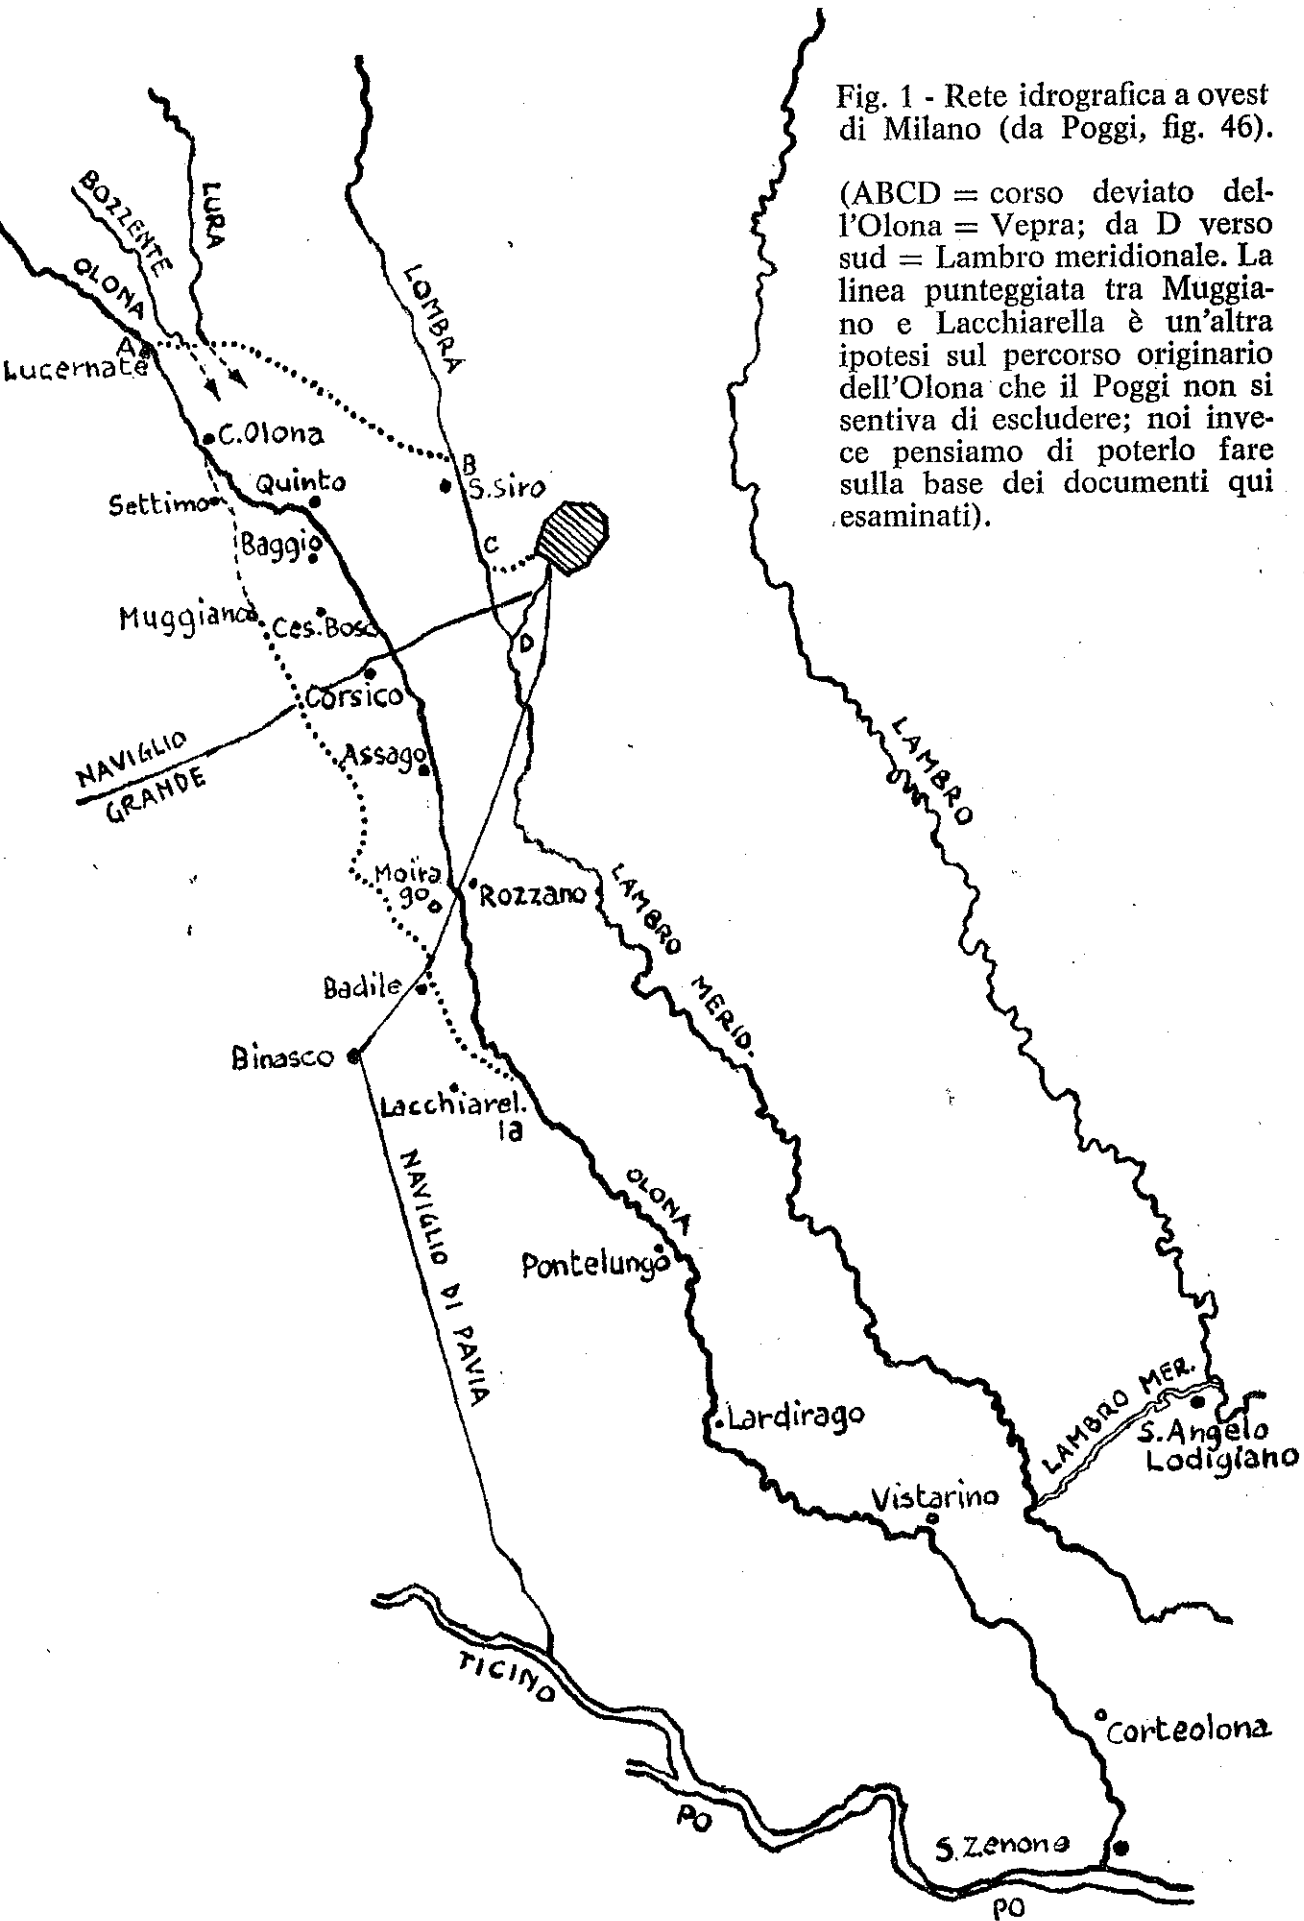 Fig. 1 - Rete idrografica a ovest
di Milano (da Poggi, fig. 46).
(ABCD = corso deviato del-
l'Olona = Vepra; da D verso
sud = Lambro meridionale. La
linea punteggiata tra Muggia-
no e Lacchiarella è un'altra
ipotesi sul percorso originario
dell'Olona che il Poggi non si
sentiva di escludere; noi inve-
ce pensiamo di poterlo fare
sulla base dei documenti qui
esaminati).
BOZZENTE
LURA
OLONA
LOMBRA
A
Lucernate
C.Olona
B
S.Siro
Quinto
Settimo
Baggio
C
Muggiano
Ces.Bosc
D
Corsico
NAVIGLIO
GRANDE
Assago
LAMBRO
Moira
go
Rozzano
LAMBRO MERID.
Badile
Binasco
Lacchiarel.
la
NAVIGLIO DI PAVIA
OLONA
Pontelungo
Lardirago
LAMBRO MER.
S.Angelo
Lodigiano
Vistarino
TICINO
Corteolona
PO
S.Zenone
PO